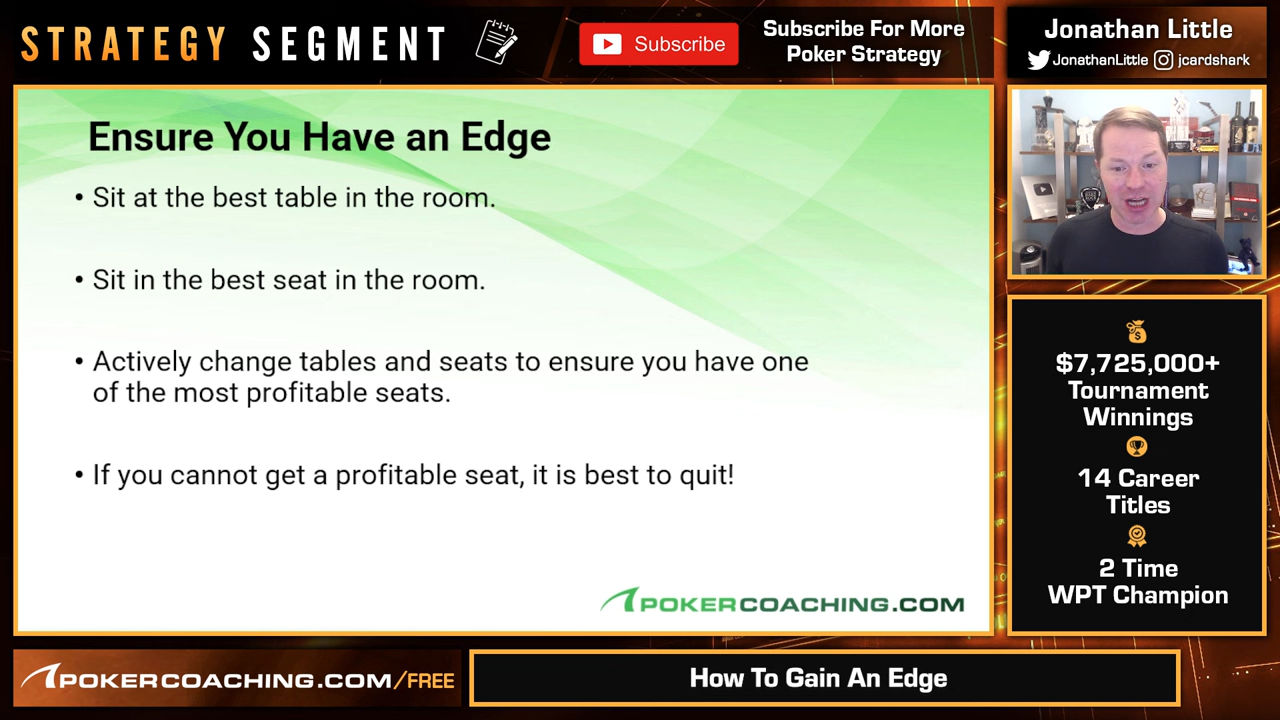 STRATEGY SEGMENT
Subscribe
Subscribe For More
Poker Strategy
Jonathan Little
JonathanLittle jcardshark
Ensure You Have an Edge
• Sit at the best table in the room.
• Sit in the best seat in the room.
• Actively change tables and seats to ensure you have one
of the most profitable seats.
• If you cannot get a profitable seat, it is best to quit!
POKERCOACHING.COM
$7,725,000+
Tournament
Winnings
14 Career
Titles
2 Time
WPT Champion
POKERCOACHING.COM/FREE
How To Gain An Edge